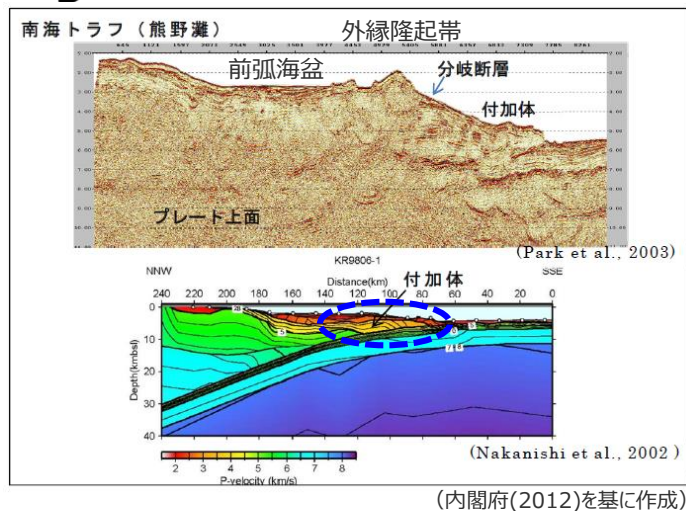 南海トラフ（熊野灘）
外縁隆起帯
前弧海盆
分岐断層
付加体
プレート上面
(Park et al., 2003)
KR9806-1
NNW
Distance(km)
SSE
付加体
240 220 200 180 160 140 120 100 80 60 40 20 0
0
10
20
30
40
Depth(kmbsl)
(Nakanishi et al., 2002 )
2 3 4 5 6 7 8
P-velocity (km/s)
(内閣府(2012)を基に作成)